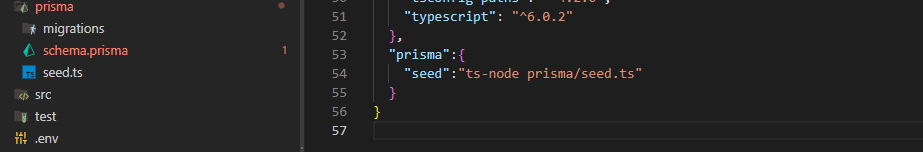 prisma
migrations
schema.prisma 1
seed.ts
src
test
.env
51 "typescript": "^6.0.2"
52 },
53 "prisma":{
54 "seed":"ts-node prisma/seed.ts"
55 }
56 }
57